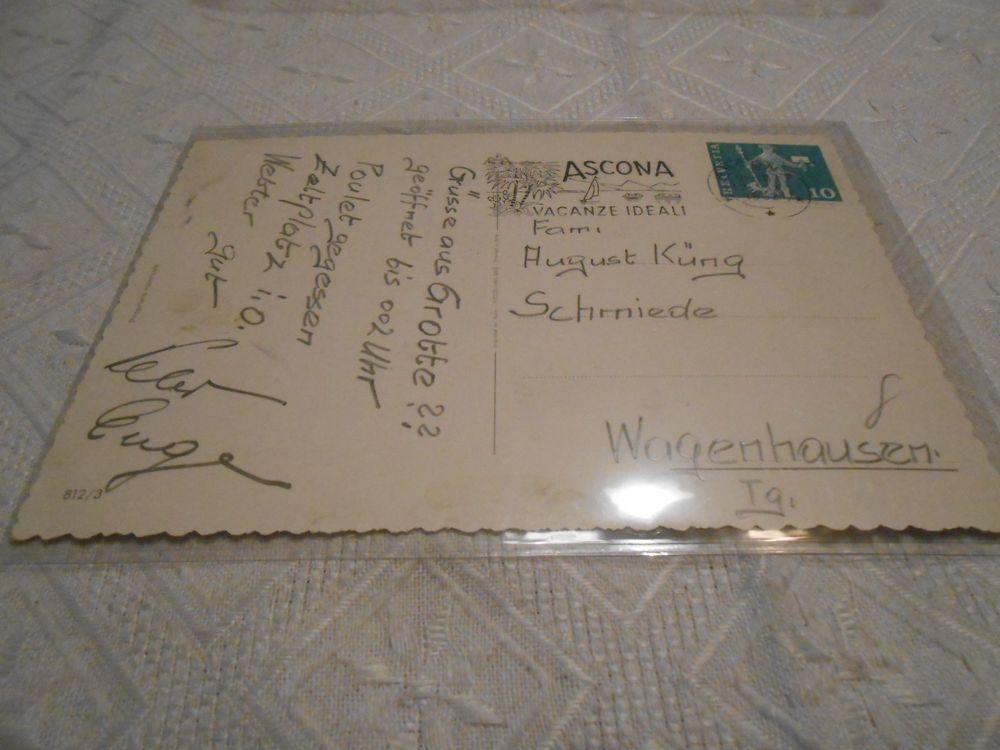 Grüsse aus Grotte ??
geöffnet bis 002 Uhr
Poulet gegessen
Zeltplatz i.O.
Wetter gut
812/3
ASCONA
VACANZE IDEALI
HELVETIA
10
Fam.
August Küng
Schmiede
Wagenhausen.
Tg.